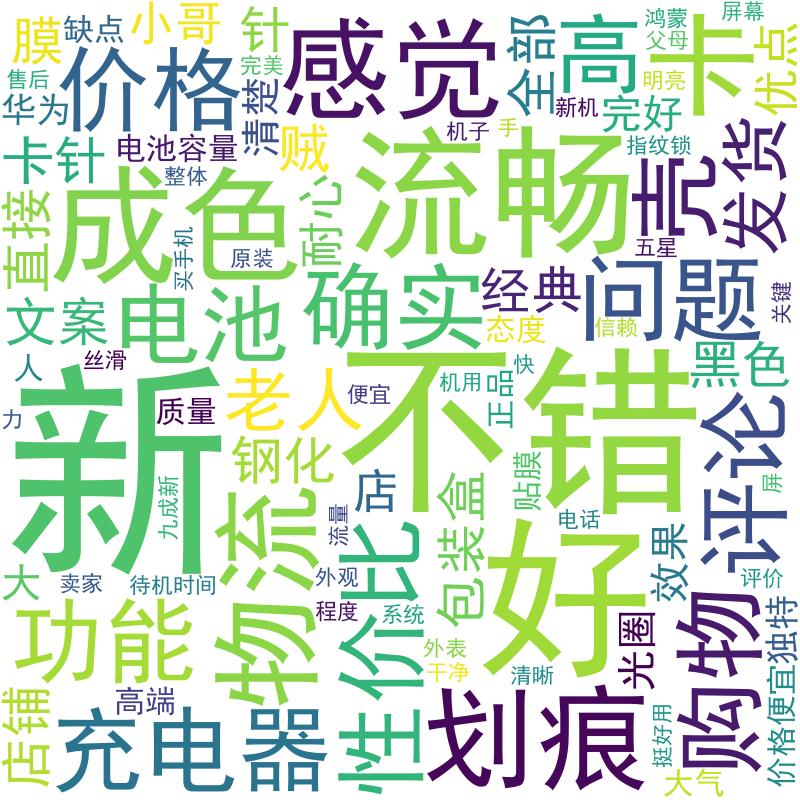 膜
缺点
小哥
针
感觉
全部
高
鸿蒙
父母
屏幕
卡
优点
售后
价格
完美
华为
清楚
明亮
新机
完好
卡针
电池容量
贼
机子
手
指纹锁
整体
成色
流畅
壳
发货
直接
耐心
买手机
原装
五星
文案
电池
确实
经典
问题
关键
态度
信赖
人
丝滑
黑色
力
新
质量
老人
便宜
不错
机用
正品
快
评论
钢化
九成新
物流
店
流量
包装盒
贴膜
屏
电话
好
效果
大
卖家
待机时间
外观
性价比
程度
系统
评价
功能
外表
干净
光圈
购物
价格便宜独特
清晰
店铺
高端
充电器
划痕
挺好用
大气